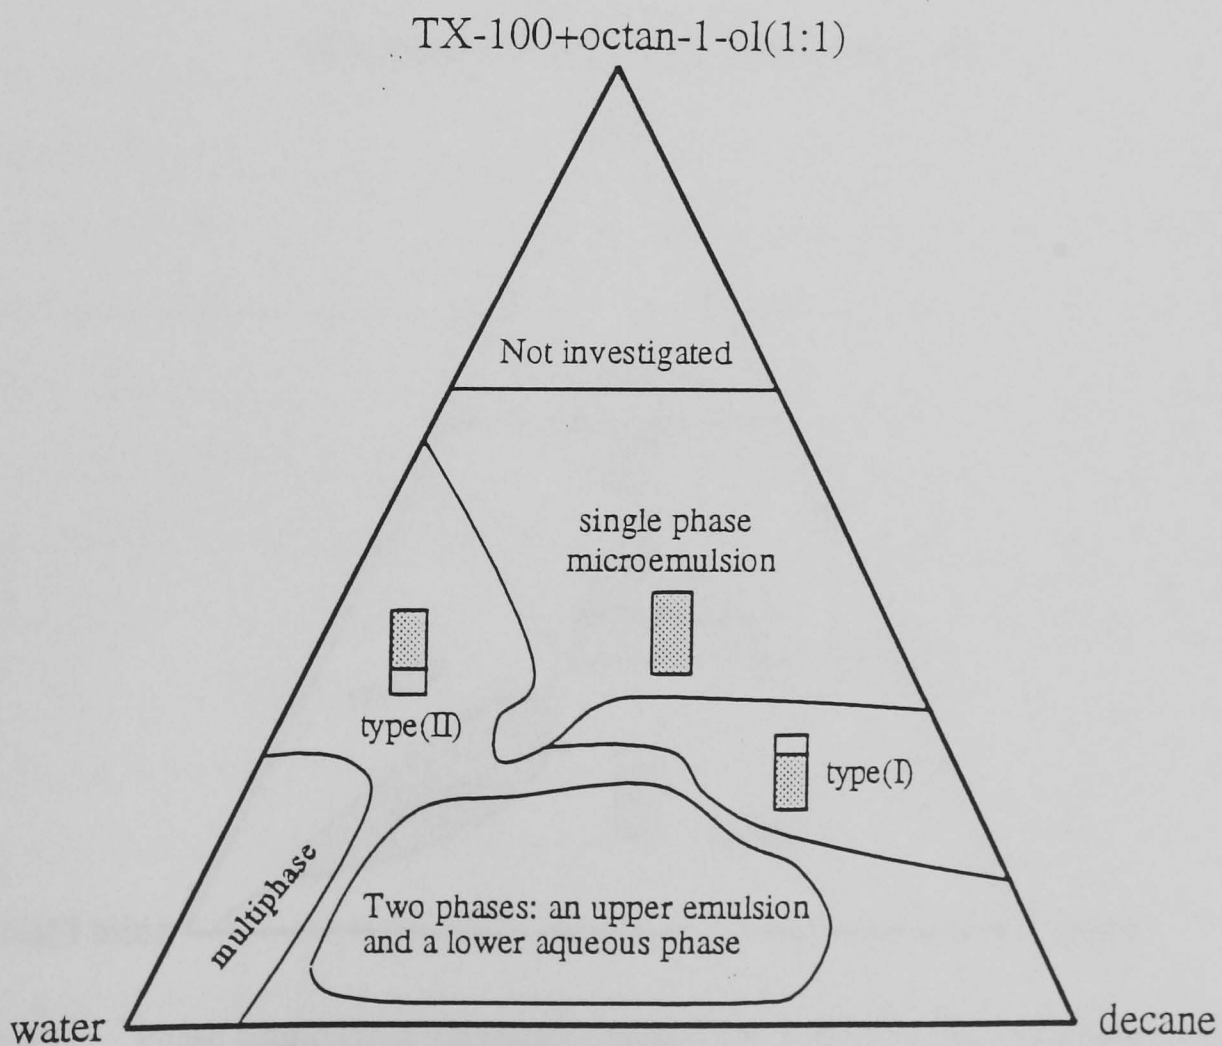 TX-100+octan-1-ol(1:1)
Not investigated
single phase
microemulsion
type(II)
type(I)
multiphase
Two phases: an upper emulsion
and a lower aqueous phase
water
decane